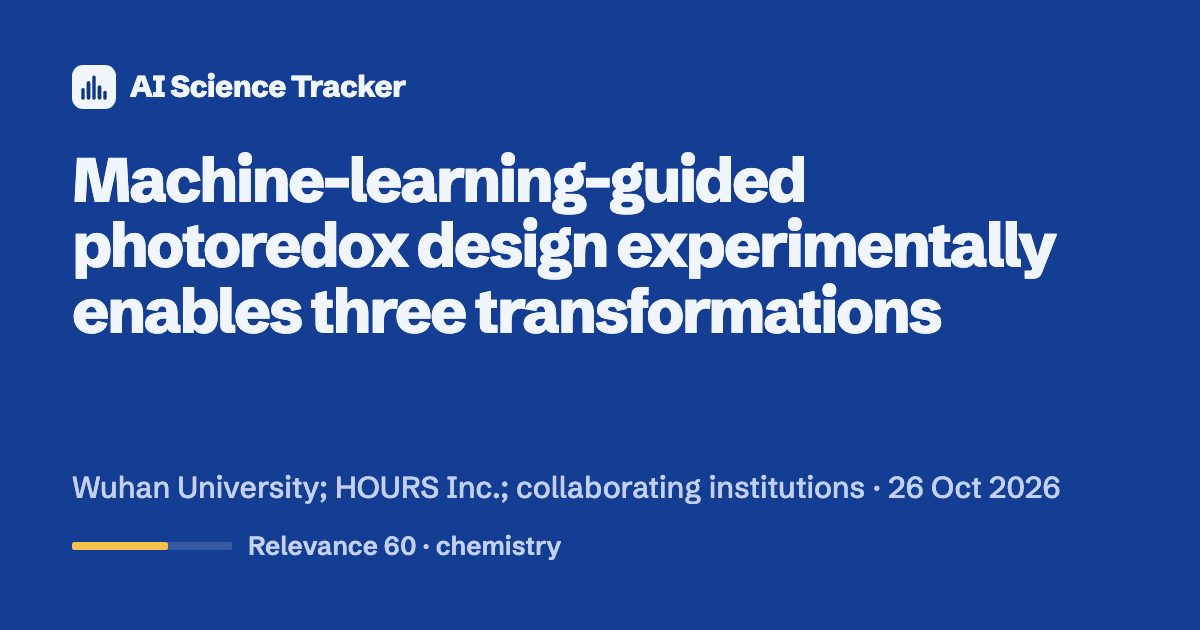 AI Science Tracker
Machine-learning-guided
photoredox design experimentally
enables three transformations
Wuhan University; HOURS Inc.; collaborating institutions · 26 Oct 2026
Relevance 60 · chemistry